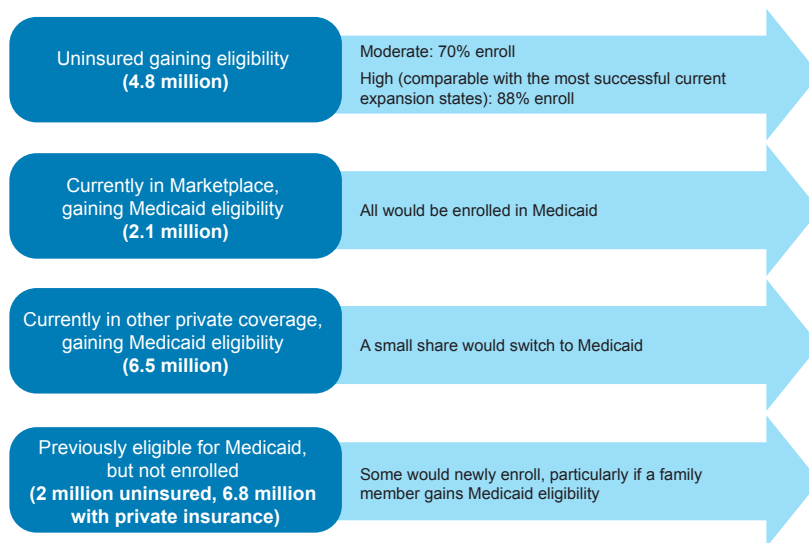 Uninsured gaining eligibility
(4.8 million)
Moderate: 70% enroll
High (comparable with the most successful current
expansion states): 88% enroll
Currently in Marketplace,
gaining Medicaid eligibility
(2.1 million)
All would be enrolled in Medicaid
Currently in other private coverage,
gaining Medicaid eligibility
(6.5 million)
A small share would switch to Medicaid
Previously eligible for Medicaid,
but not enrolled
(2 million uninsured, 6.8 million
with private insurance)
Some would newly enroll, particularly if a family
member gains Medicaid eligibility